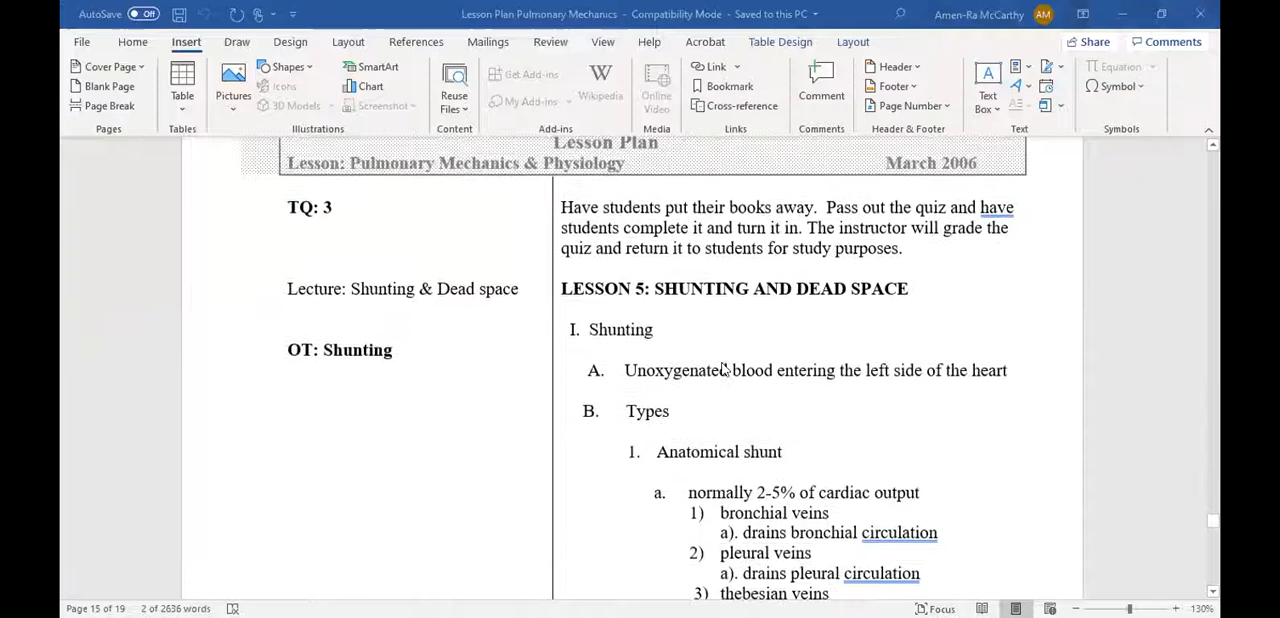 AutoSave Off Lesson Plan Pulmonary Mechanics - Compatibility Mode - Saved to this PC Amen-Ra McCarthy AM
File Home Insert Draw Design Layout References Mailings Review View Help Acrobat Table Design Layout Share Comments
Cover Page
Blank Page
Page Break
Pages
Table
Tables
Pictures
Shapes
Icons
3D Models
SmartArt
Chart
Screenshot
Illustrations
Reuse
Files
Content
Get Add-ins
My Add-ins
Wikipedia
Add-ins
Online
Video
Media
Link
Bookmark
Cross-reference
Links
Comment
Comments
Header
Footer
Page Number
Header & Footer
A
Text
Box
Text
Equation
Symbol
Symbols
Lesson Plan
Lesson: Pulmonary Mechanics & Physiology March 2006
TQ: 3
Have students put their books away. Pass out the quiz and have
students complete it and turn it in. The instructor will grade the
quiz and return it to students for study purposes.
Lecture: Shunting & Dead space
LESSON 5: SHUNTING AND DEAD SPACE
OT: Shunting
I. Shunting
A. Unoxygenated blood entering the left side of the heart
B. Types
1. Anatomical shunt
a. normally 2-5% of cardiac output
1) bronchial veins
a). drains bronchial circulation
2) pleural veins
a). drains pleural circulation
3) thebesian veins
Page 15 of 19 2 of 2636 words Focus 130%